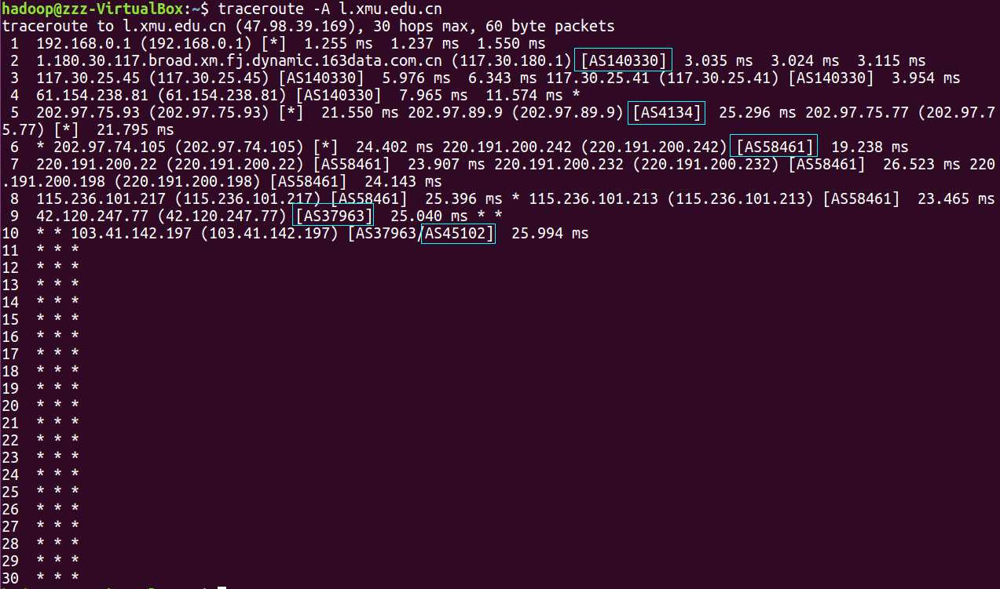 hadoop@zzz-VirtualBox:~$ traceroute -A l.xmu.edu.cn
traceroute to l.xmu.edu.cn (47.98.39.169), 30 hops max, 60 byte packets
 1  192.168.0.1 (192.168.0.1) [*]  1.255 ms  1.237 ms  1.550 ms
 2  1.180.30.117.broad.xm.fj.dynamic.163data.com.cn (117.30.180.1) [AS140330]  3.035 ms  3.024 ms  3.115 ms
 3  117.30.25.45 (117.30.25.45) [AS140330]  5.976 ms  6.343 ms 117.30.25.41 (117.30.25.41) [AS140330]  3.954 ms
 4  61.154.238.81 (61.154.238.81) [AS140330]  7.965 ms  11.574 ms *
 5  202.97.75.93 (202.97.75.93) [*]  21.550 ms 202.97.89.9 (202.97.89.9) [AS4134]  25.296 ms 202.97.75.77 (202.97.7
5.77) [*]  21.795 ms
 6  * 202.97.74.105 (202.97.74.105) [*]  24.402 ms 220.191.200.242 (220.191.200.242) [AS58461]  19.238 ms
 7  220.191.200.22 (220.191.200.22) [AS58461]  23.907 ms 220.191.200.232 (220.191.200.232) [AS58461]  26.523 ms 220
.191.200.198 (220.191.200.198) [AS58461]  24.143 ms
 8  115.236.101.217 (115.236.101.217) [AS58461]  25.396 ms * 115.236.101.213 (115.236.101.213) [AS58461]  23.465 ms
 9  42.120.247.77 (42.120.247.77) [AS37963]  25.040 ms * *
10  * * 103.41.142.197 (103.41.142.197) [AS37963/AS45102]  25.994 ms
11  * * *
12  * * *
13  * * *
14  * * *
15  * * *
16  * * *
17  * * *
18  * * *
19  * * *
20  * * *
21  * * *
22  * * *
23  * * *
24  * * *
25  * * *
26  * * *
27  * * *
28  * * *
29  * * *
30  * * *